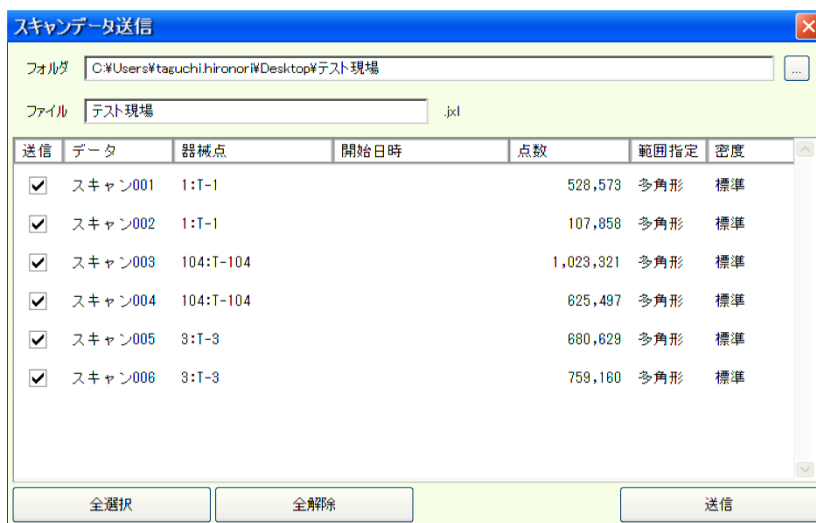 スキャンデータ送信
フォルダ C:¥Users¥taguchi.hironori¥Desktop¥テスト現場 ...
ファイル テスト現場 .jxl
送信 データ 器械点 開始日時 点数 範囲指定 密度
スキャン001 1:T-1 528,573 多角形 標準
スキャン002 1:T-1 107,858 多角形 標準
スキャン003 104:T-104 1,023,321 多角形 標準
スキャン004 104:T-104 625,497 多角形 標準
スキャン005 3:T-3 680,629 多角形 標準
スキャン006 3:T-3 759,160 多角形 標準
全選択 全解除 送信